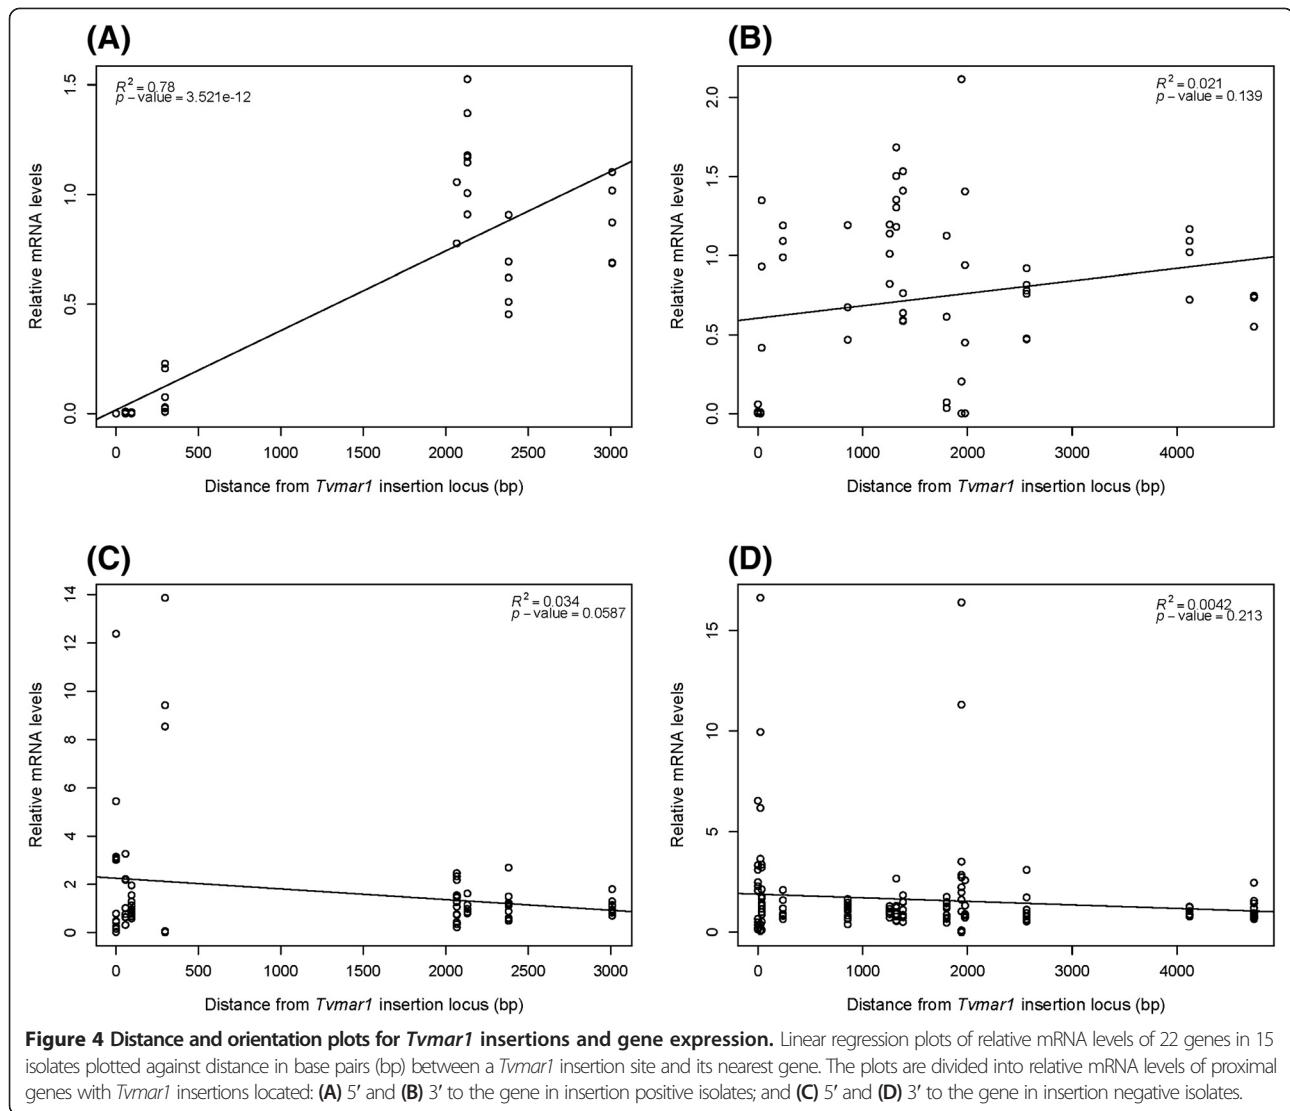 (A)
R² = 0.78
p – value = 3.521e-12
Relative mRNA levels
0.0
0.5
1.0
1.5
0
500
1000
1500
2000
2500
3000
Distance from Tvmar1 insertion locus (bp)
(B)
R² = 0.021
p – value = 0.139
Relative mRNA levels
0.0
0.5
1.0
1.5
2.0
0
1000
2000
3000
4000
Distance from Tvmar1 insertion locus (bp)
(C)
R² = 0.034
p – value = 0.0587
Relative mRNA levels
0
2
4
6
8
10
12
14
0
500
1000
1500
2000
2500
3000
Distance from Tvmar1 insertion locus (bp)
(D)
R² = 0.0042
p – value = 0.213
Relative mRNA levels
0
5
10
15
0
1000
2000
3000
4000
Distance from Tvmar1 insertion locus (bp)
Figure 4 Distance and orientation plots for Tvmar1 insertions and gene expression. Linear regression plots of relative mRNA levels of 22 genes in 15
isolates plotted against distance in base pairs (bp) between a Tvmar1 insertion site and its nearest gene. The plots are divided into relative mRNA levels of proximal
genes with Tvmar1 insertions located: (A) 5′ and (B) 3′ to the gene in insertion positive isolates; and (C) 5′ and (D) 3′ to the gene in insertion negative isolates.